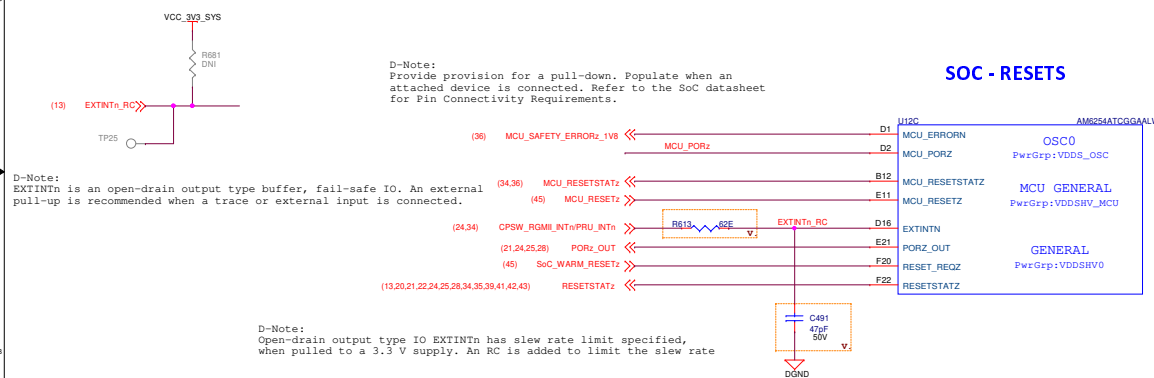 VCC_3V3_SYS
R681
DNI
(13) EXTINTn_RC
TP25
D-Note:
EXTINTn is an open-drain output type buffer, fail-safe IO. An external
pull-up is recommended when a trace or external input is connected.
D-Note:
Provide provision for a pull-down. Populate when an
attached device is connected. Refer to the SoC datasheet
for Pin Connectivity Requirements.
SOC - RESETS
U12C
AM6254ATCGGAALW
(36) MCU_SAFETY_ERRORz_1V8 D1 MCU_ERRORN
MCU_PORz D2 MCU_PORZ
(34,36) MCU_RESETSTATz B12 MCU_RESETSTATZ
(45) MCU_RESETz E11 MCU_RESETZ
(24,34) CPSW_RGMII_INTn/PRU_INTn R613 62E V. EXTINTn_RC D16 EXTINTN
(21,24,25,28) PORz_OUT E21 PORZ_OUT
(45) SoC_WARM_RESETz F20 RESET_REQZ
(13,20,21,22,24,25,28,34,35,39,41,42,43) RESETSTATz F22 RESETSTATZ
OSC0
PwrGrp:VDDS_OSC
MCU GENERAL
PwrGrp:VDDSHV_MCU
GENERAL
PwrGrp:VDDSHV0
C491
47pF
50V
V.
DGND
D-Note:
Open-drain output type IO EXTINTn has slew rate limit specified,
when pulled to a 3.3 V supply. An RC is added to limit the slew rate